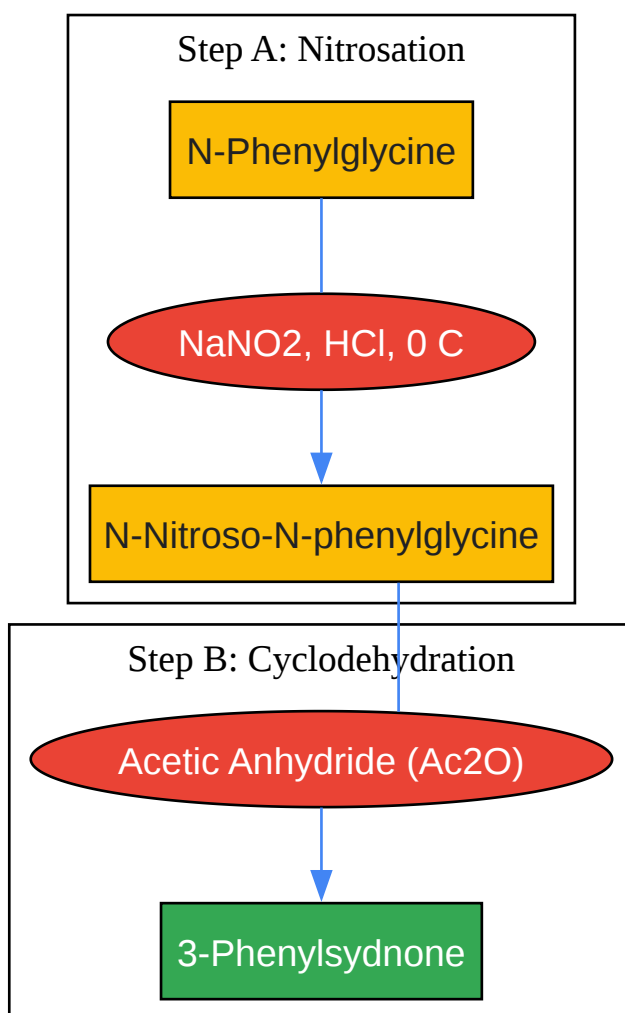 Step A: Nitrosation
N-Phenylglycine
NaNO2, HCl, 0 C
N-Nitroso-N-phenylglycine
Step B: Cyclodehydration
Acetic Anhydride (Ac2O)
3-Phenylsydnone